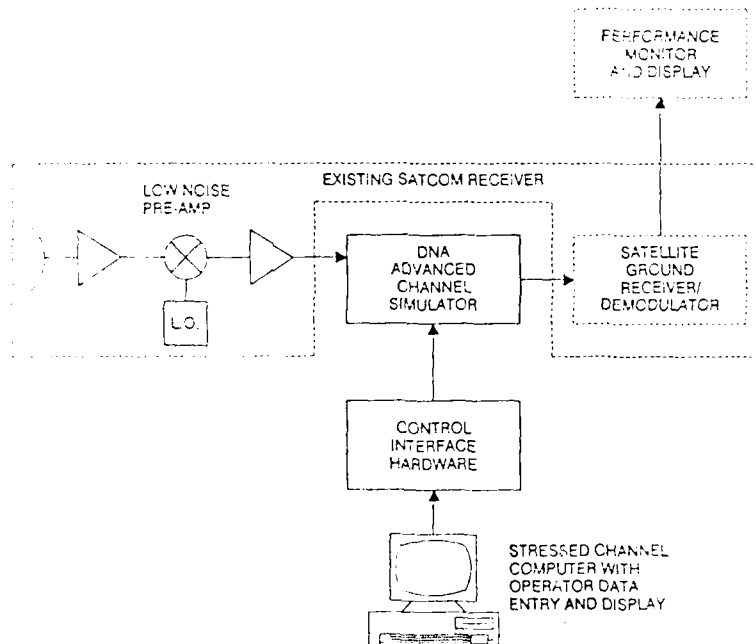 PERFORMANCE
MONITOR
AND DISPLAY
LOW NOISE
PRE-AMP
EXISTING SATCOM RECEIVER
DNA
ADVANCED
CHANNEL
SIMULATOR
SATELLITE
GROUND
RECEIVER/
DEMODULATOR
L.O.
CONTROL
INTERFACE
HARDWARE
STRESSED CHANNEL
COMPUTER WITH
OPERATOR DATA
ENTRY AND DISPLAY